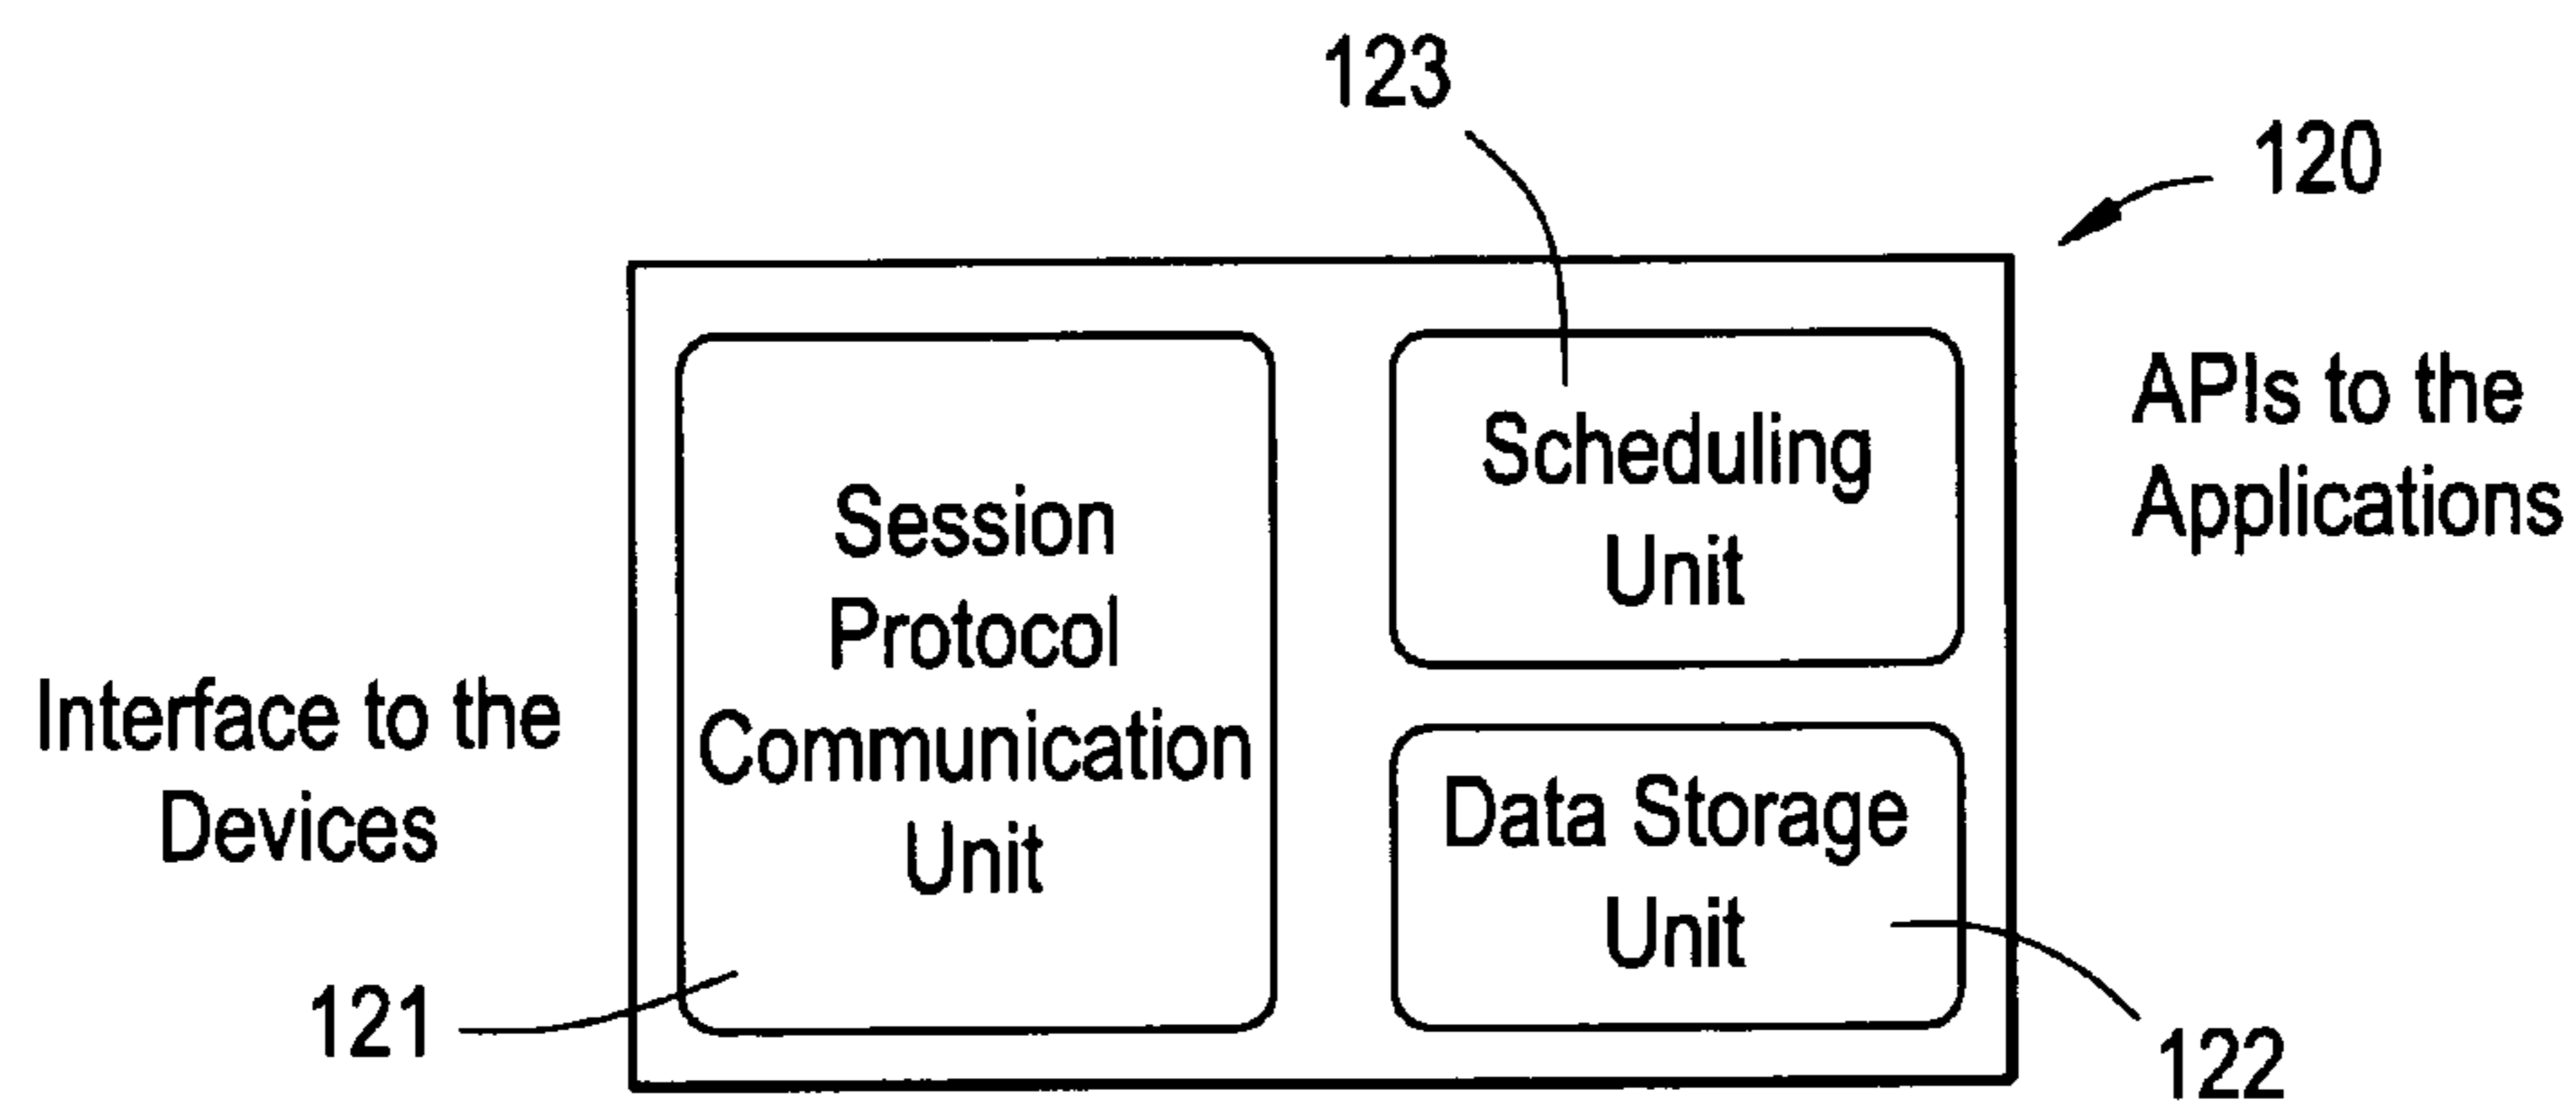 123
120
APIs to the
Applications
Scheduling
Unit
Session
Protocol
Communication
Unit
Interface to the
Devices
Data Storage
Unit
121
122